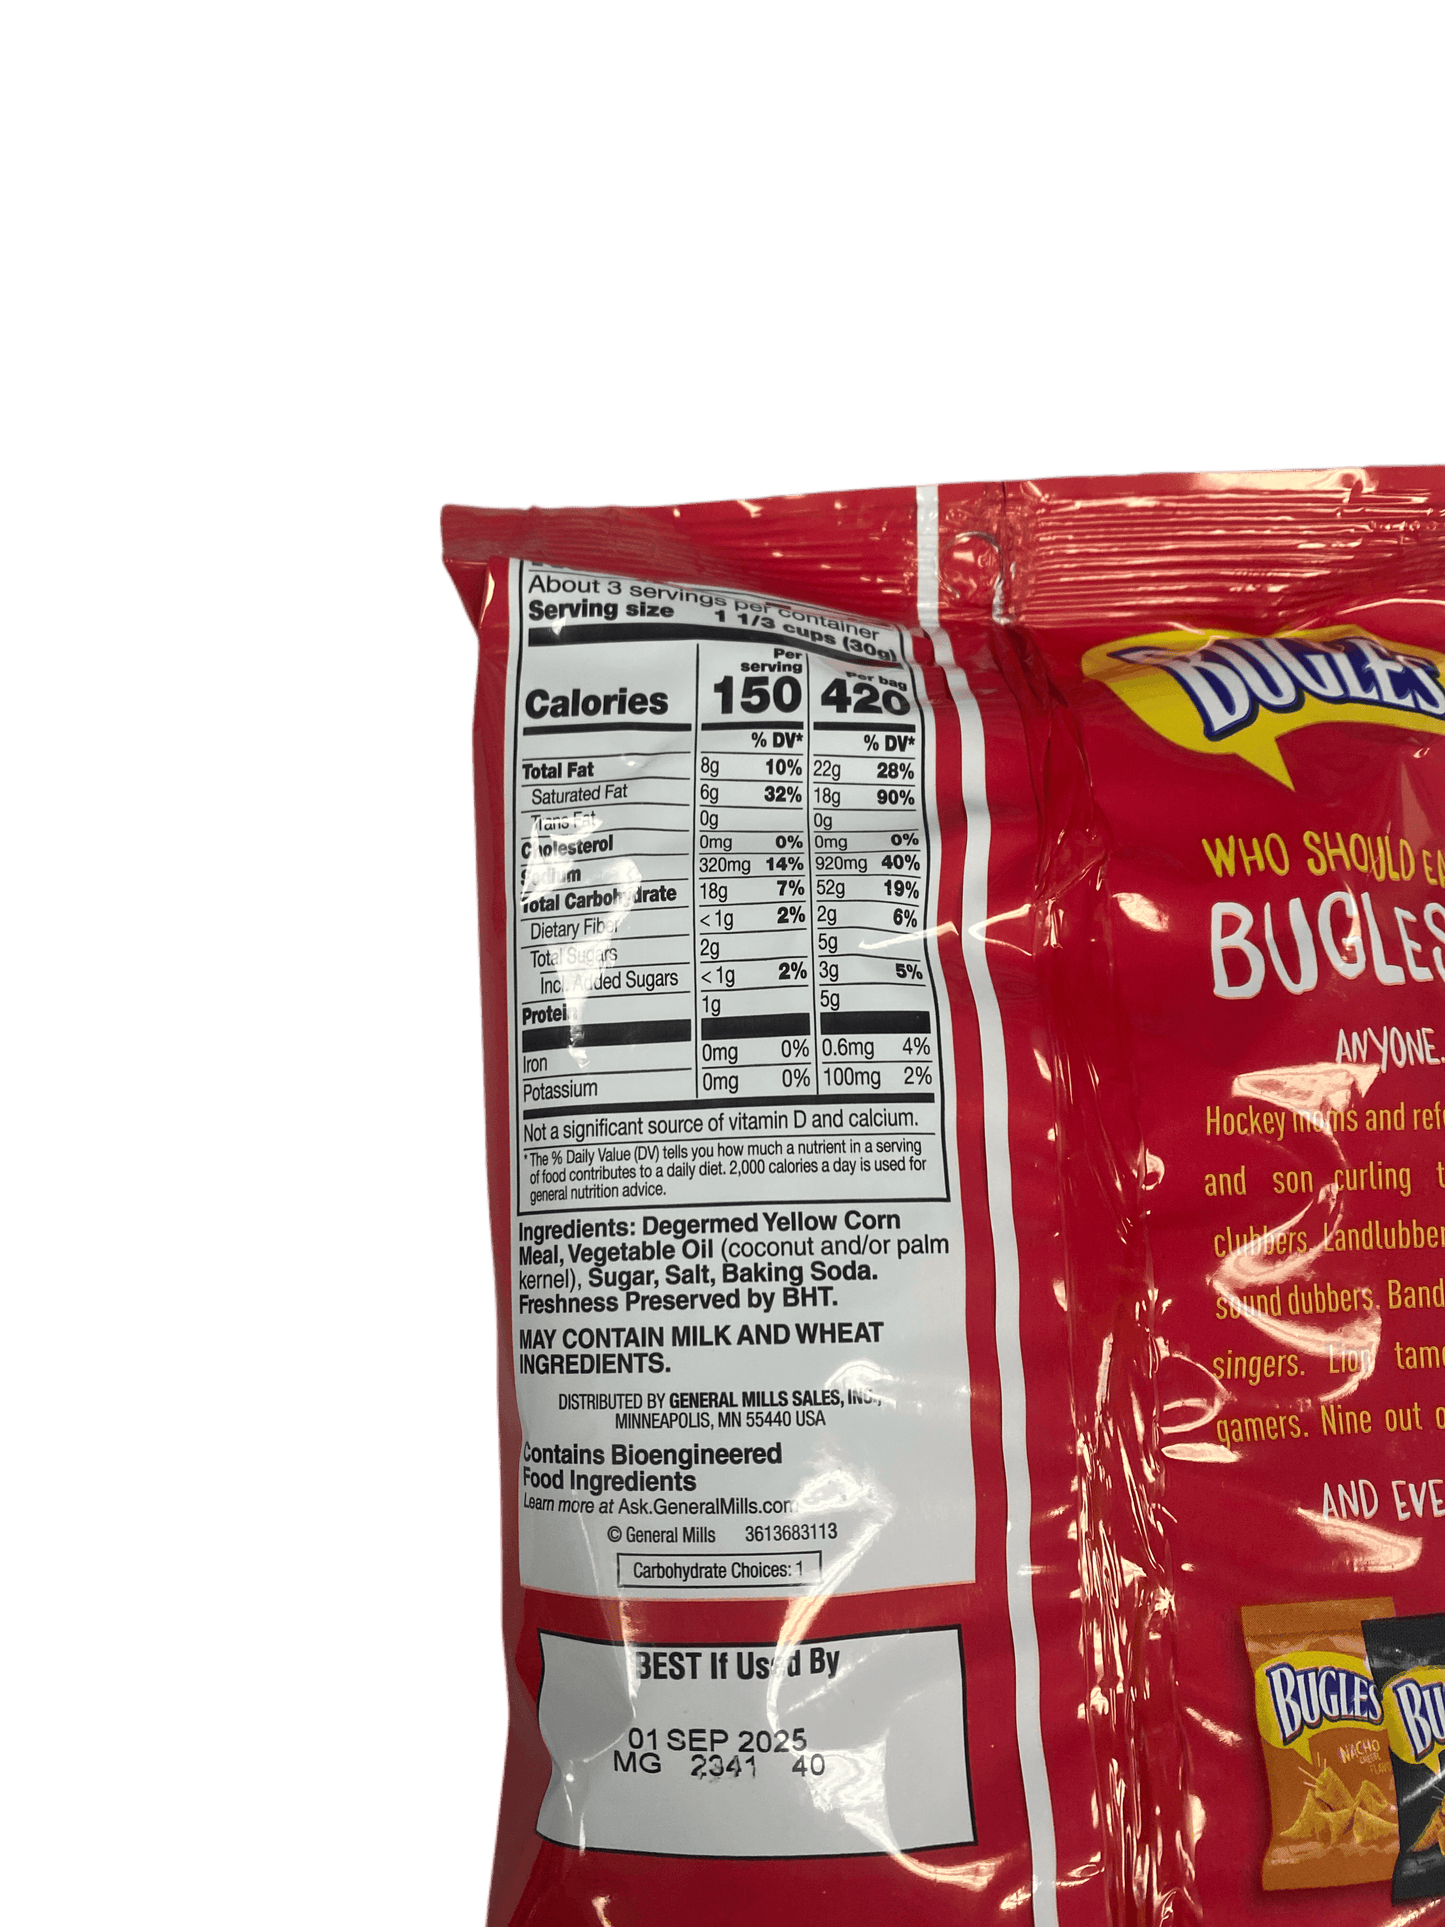 About 3 servings per container
Serving size 1 1/3 cups (30g)
Per serving Per bag
Calories 150 420
% DV* % DV*
Total Fat 8g 10% 22g 28%
Saturated Fat 6g 32% 18g 90%
Trans Fat 0g 0g
Cholesterol 0mg 0% 0mg 0%
Sodium 320mg 14% 920mg 40%
Total Carbohydrate 18g 7% 52g 19%
Dietary Fiber <1g 2% 2g 6%
Total Sugars 2g 5g
Incl. Added Sugars <1g 2% 3g 5%
Protein 1g 5g
Iron 0mg 0% 0.6mg 4%
Potassium 0mg 0% 100mg 2%
Not a significant source of vitamin D and calcium.
*The % Daily Value (DV) tells you how much a nutrient in a serving
of food contributes to a daily diet. 2,000 calories a day is used for
general nutrition advice.
Ingredients: Degermed Yellow Corn
Meal, Vegetable Oil (coconut and/or palm
kernel), Sugar, Salt, Baking Soda.
Freshness Preserved by BHT.
MAY CONTAIN MILK AND WHEAT
INGREDIENTS.
DISTRIBUTED BY GENERAL MILLS SALES, INC.,
MINNEAPOLIS, MN 55440 USA
Contains Bioengineered
Food Ingredients
Learn more at Ask.GeneralMills.com
© General Mills 3613683113
Carbohydrate Choices: 1
BEST If Used By
01 SEP 2025
MG 2341 40
BUGLES
WHO SHOULD
BUGLES
ANYONE.
Hockey moms and
and son curling
clubbers. Landlubber
sound dubbers.
singers. Lion
gamers. Nine out
AND
BUGLES
NACHO
CHEESE